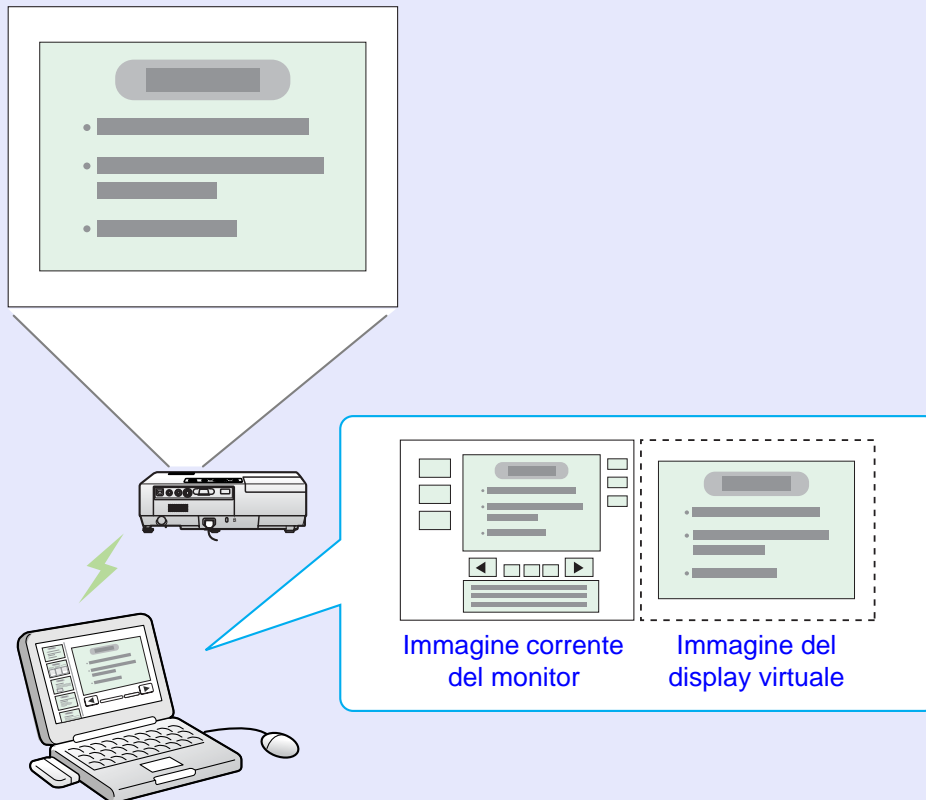 Immagine corrente
del monitor
Immagine del
display virtuale